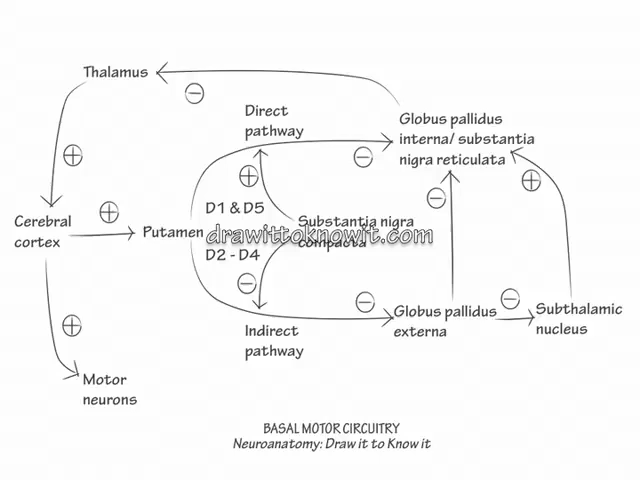 Thalamus
Direct
pathway
Globus pallidus
interna/ substantia
nigra reticulata
Cerebral
cortex
Putamen
D1 & D5
Substantia nigra
compacta
drawittoknowit.com
D2 - D4
Indirect
pathway
Globus pallidus
externa
Subthalamic
nucleus
Motor
neurons
BASAL MOTOR CIRCUITRY
Neuroanatomy: Draw it to Know it